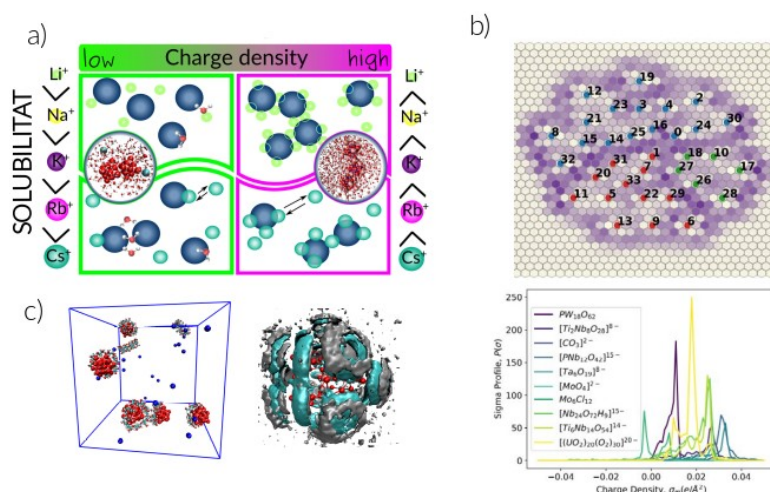 a)
low Charge density high
SOLUBILITAT
Li⁺
Na⁺
K⁺
Rb⁺
Cs⁺
Li⁺
Na⁺
K⁺
Rb⁺
Cs⁺
b)
19
12 2
23 3 4
21 16 30
8 25 0 24
15 14
32 1 18 10
31 7 27 17
20 33 26
11 5 22 29 28
13 9 6
250
200
150
100
50
0
Sigma Profile, P(σ)
PW₁₈O₆₂
[Ti₂Nb₈O₂₈]⁸⁻
[CO₃]²⁻
[PNb₁₂O₄₂]¹⁵⁻
[Ta₆O₁₉]⁸⁻
[MoO₄]²⁻
Mo₆Cl₁₂
[Nb₂₄O₇₂H₉]¹⁵⁻
[Ti₆Nb₁₄O₅₄]¹⁴⁻
[(UO₂)₂₀(O₂)₃₀]²⁰⁻
−0.04 −0.02 0.00 0.02 0.04
Charge Density,
c)